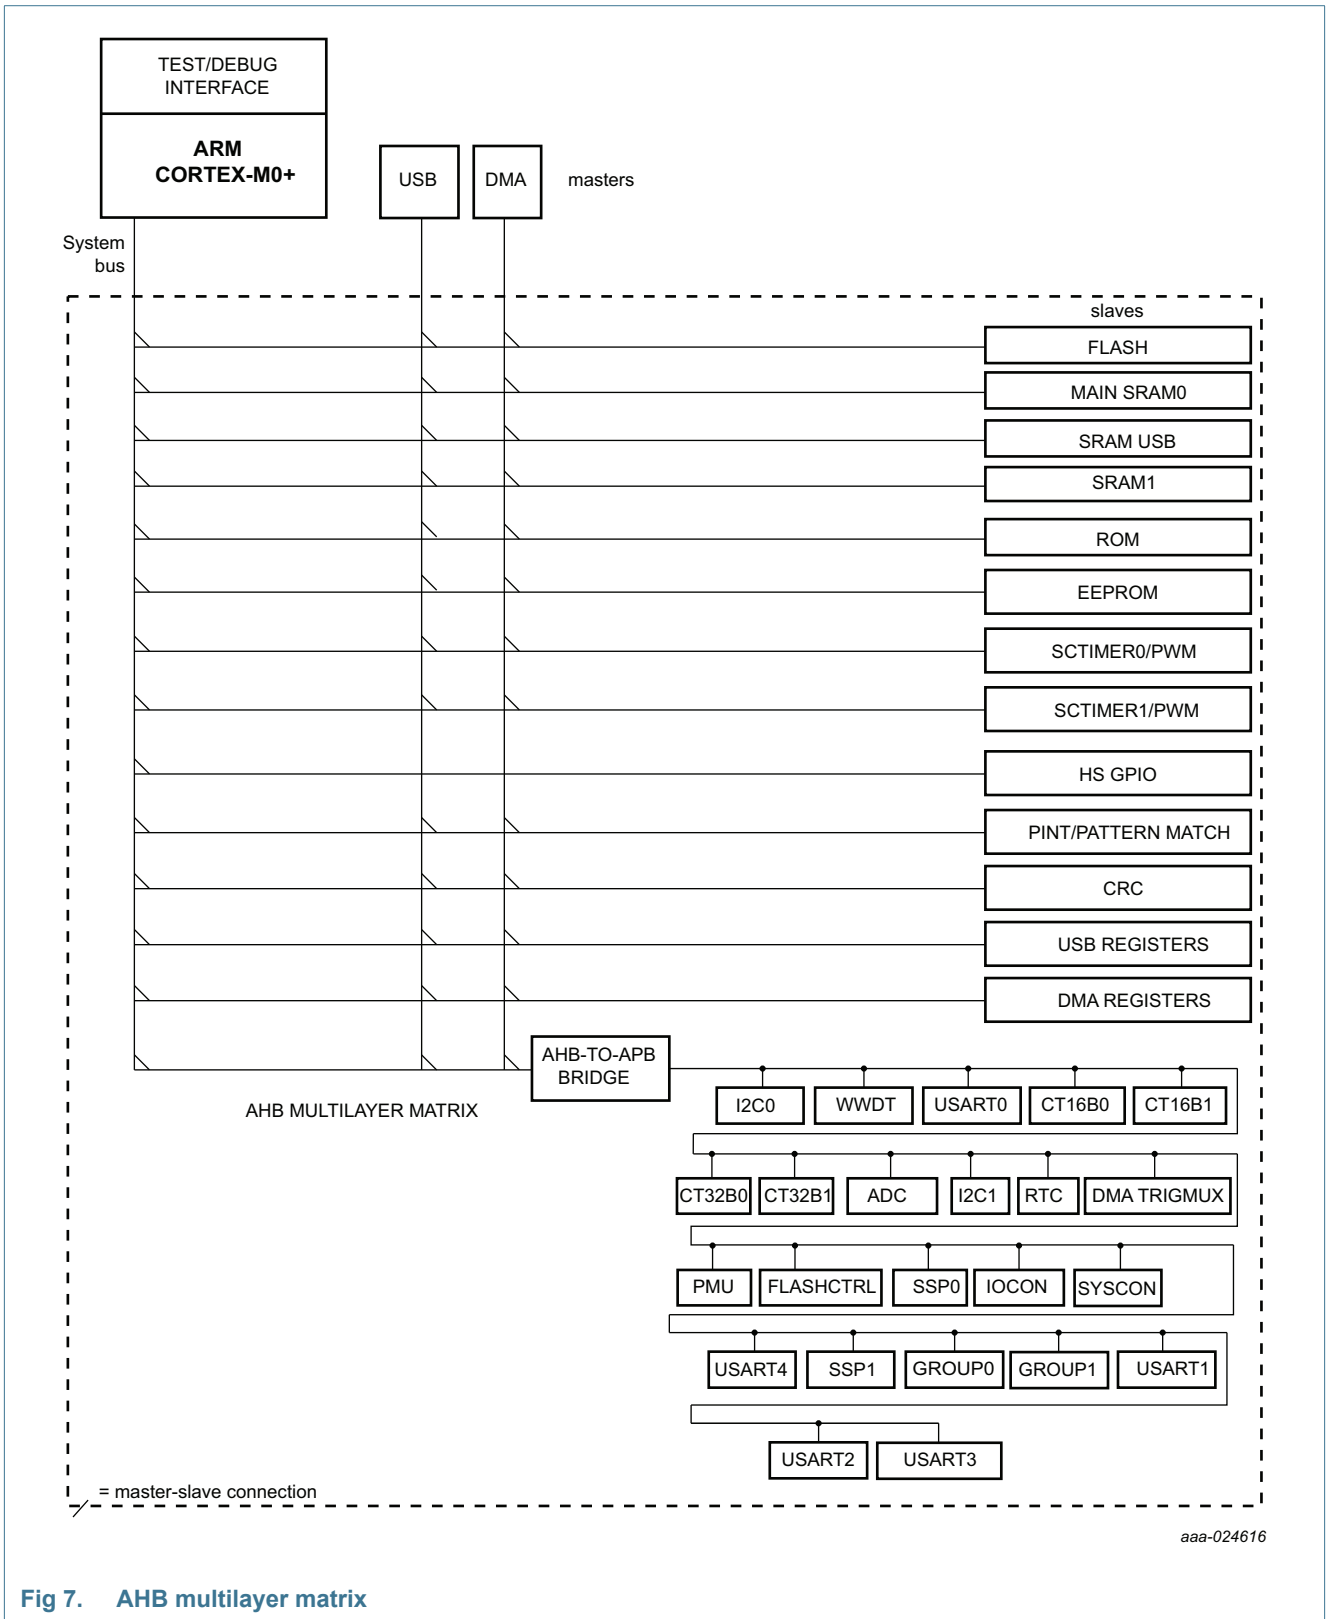 TEST/DEBUG
INTERFACE
ARM
CORTEX-M0+
USB
DMA
masters
System
bus
slaves
FLASH
MAIN SRAM0
SRAM USB
SRAM1
ROM
EEPROM
SCTIMER0/PWM
SCTIMER1/PWM
HS GPIO
PINT/PATTERN MATCH
CRC
USB REGISTERS
DMA REGISTERS
AHB-TO-APB
BRIDGE
AHB MULTILAYER MATRIX
I2C0 WWDT USART0 CT16B0 CT16B1
CT32B0 CT32B1 ADC I2C1 RTC DMA TRIGMUX
PMU FLASHCTRL SSP0 IOCON SYSCON
USART4 SSP1 GROUP0 GROUP1 USART1
USART2 USART3
= master-slave connection
aaa-024616
Fig 7. AHB multilayer matrix